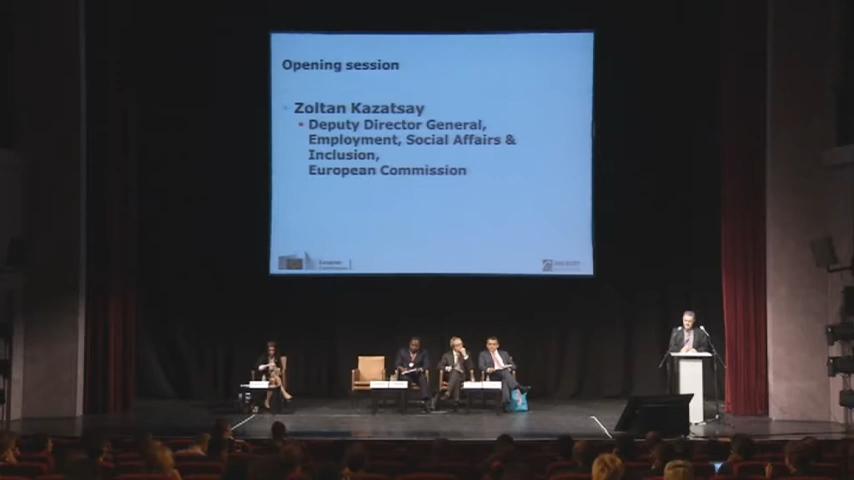 Opening session
Zoltan Kazatsay
Deputy Director General,
Employment, Social Affairs &
Inclusion,
European Commission